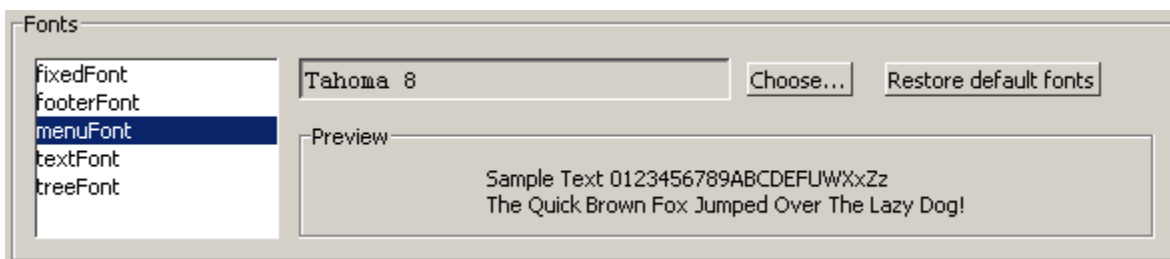 Fonts
fixedFont
footerFont
menuFont
textFont
treeFont
Tahoma 8
Choose...
Restore default fonts
Preview
Sample Text 0123456789ABCDEFUWXxZz
The Quick Brown Fox Jumped Over The Lazy Dog!